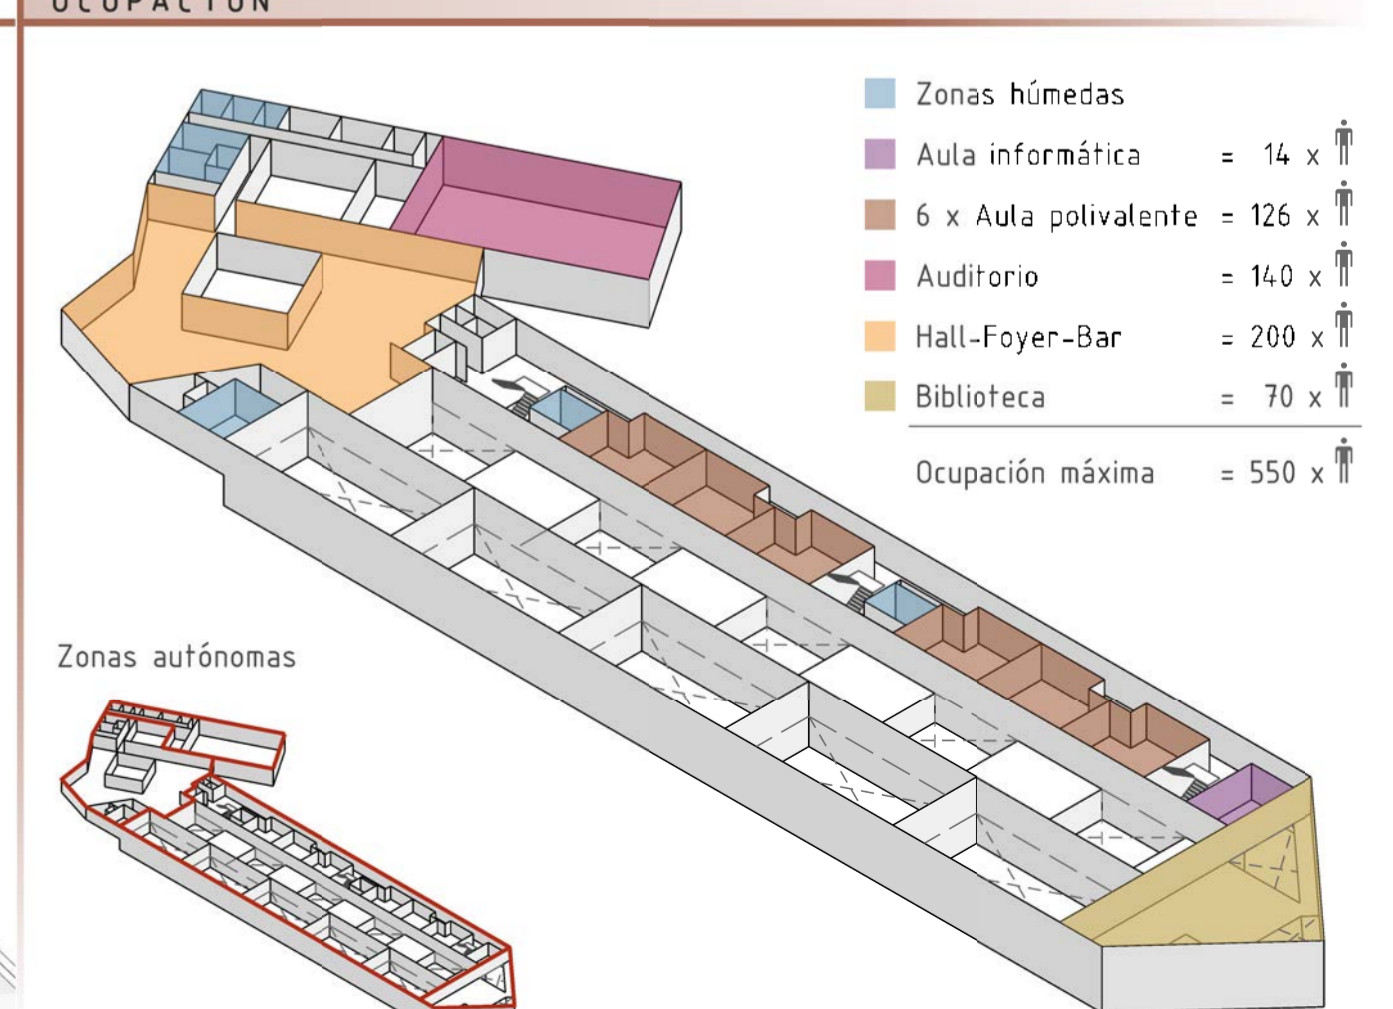 OCUPACIÓN
Zonas húmedas
Aula informática = 14 x
6 x Aula polivalente = 126 x
Auditorio = 140 x
Hall-Foyer-Bar = 200 x
Biblioteca = 70 x
Ocupación máxima = 550 x
Zonas autónomas